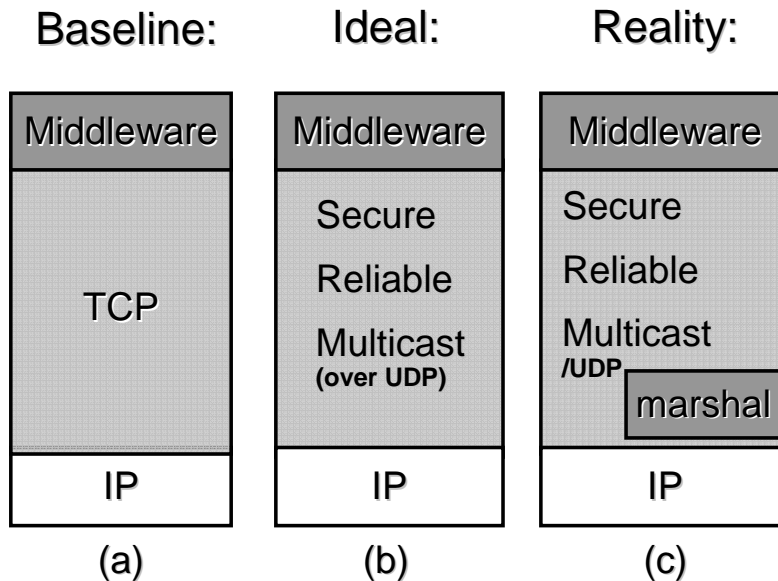 Baseline:
Ideal:
Reality:
Middleware
TCP
IP
(a)
Middleware
Secure
Reliable
Multicast
(over UDP)
IP
(b)
Middleware
Secure
Reliable
Multicast
/UDP
marshal
IP
(c)